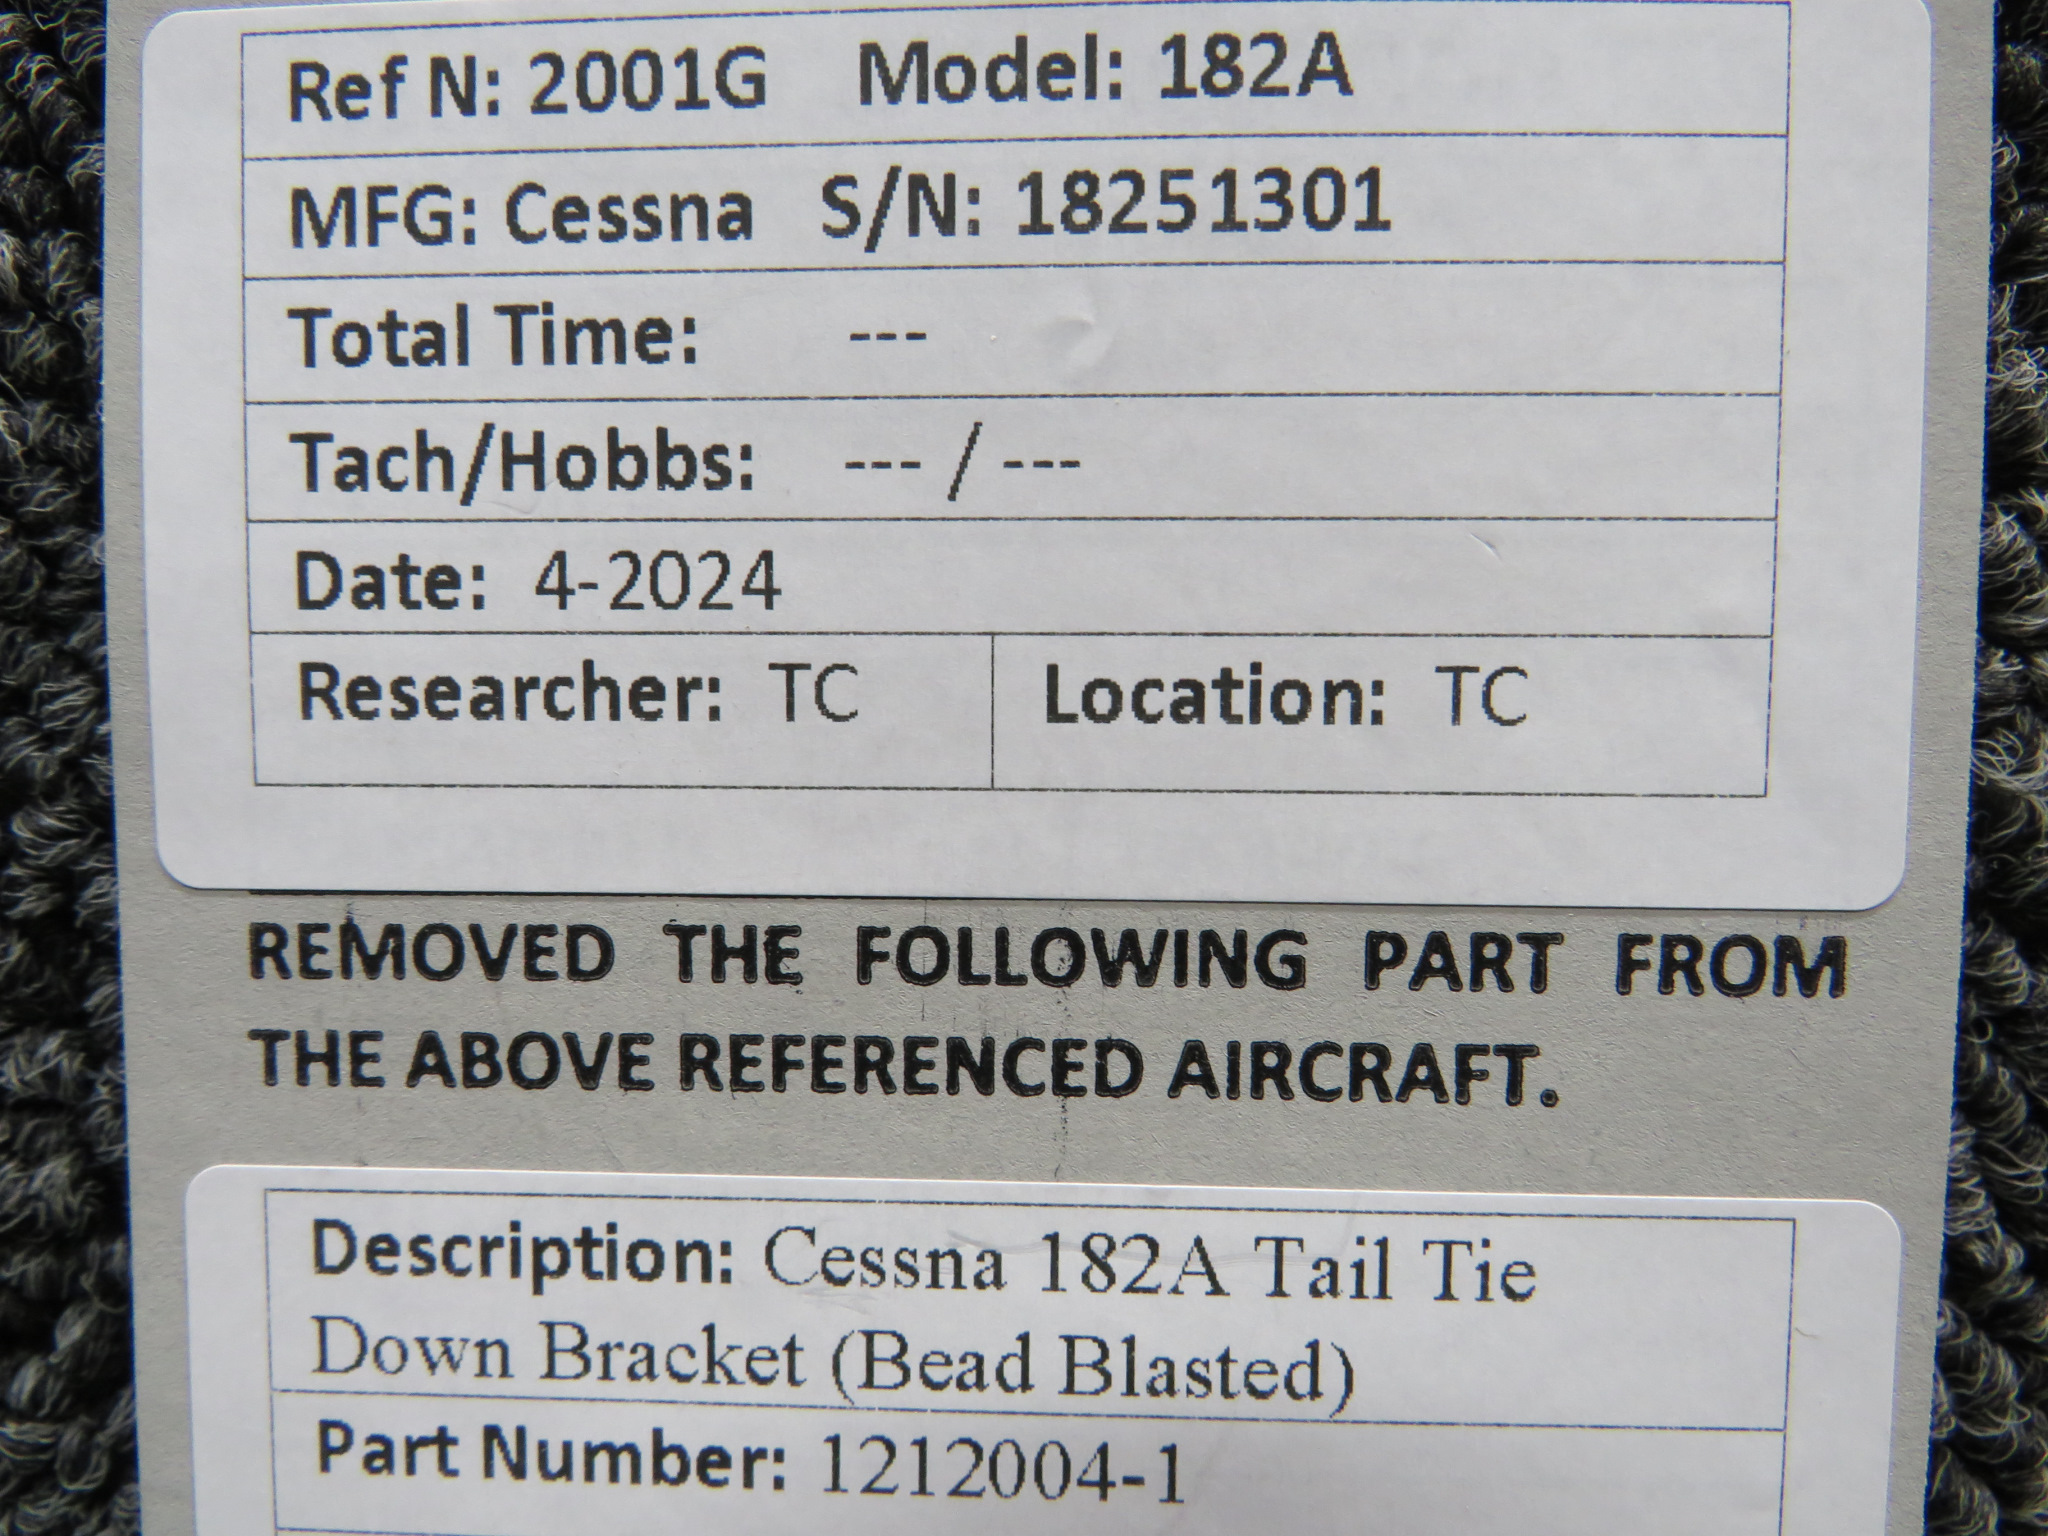 Ref N: 2001G Model: 182A
MFG: Cessna S/N: 18251301
Total Time: ---
Tach/Hobbs: --- / ---
Date: 4-2024
Researcher: TC Location: TC
REMOVED THE FOLLOWING PART FROM
THE ABOVE REFERENCED AIRCRAFT.
Description: Cessna 182A Tail Tie
Down Bracket (Bead Blasted)
Part Number: 1212004-1